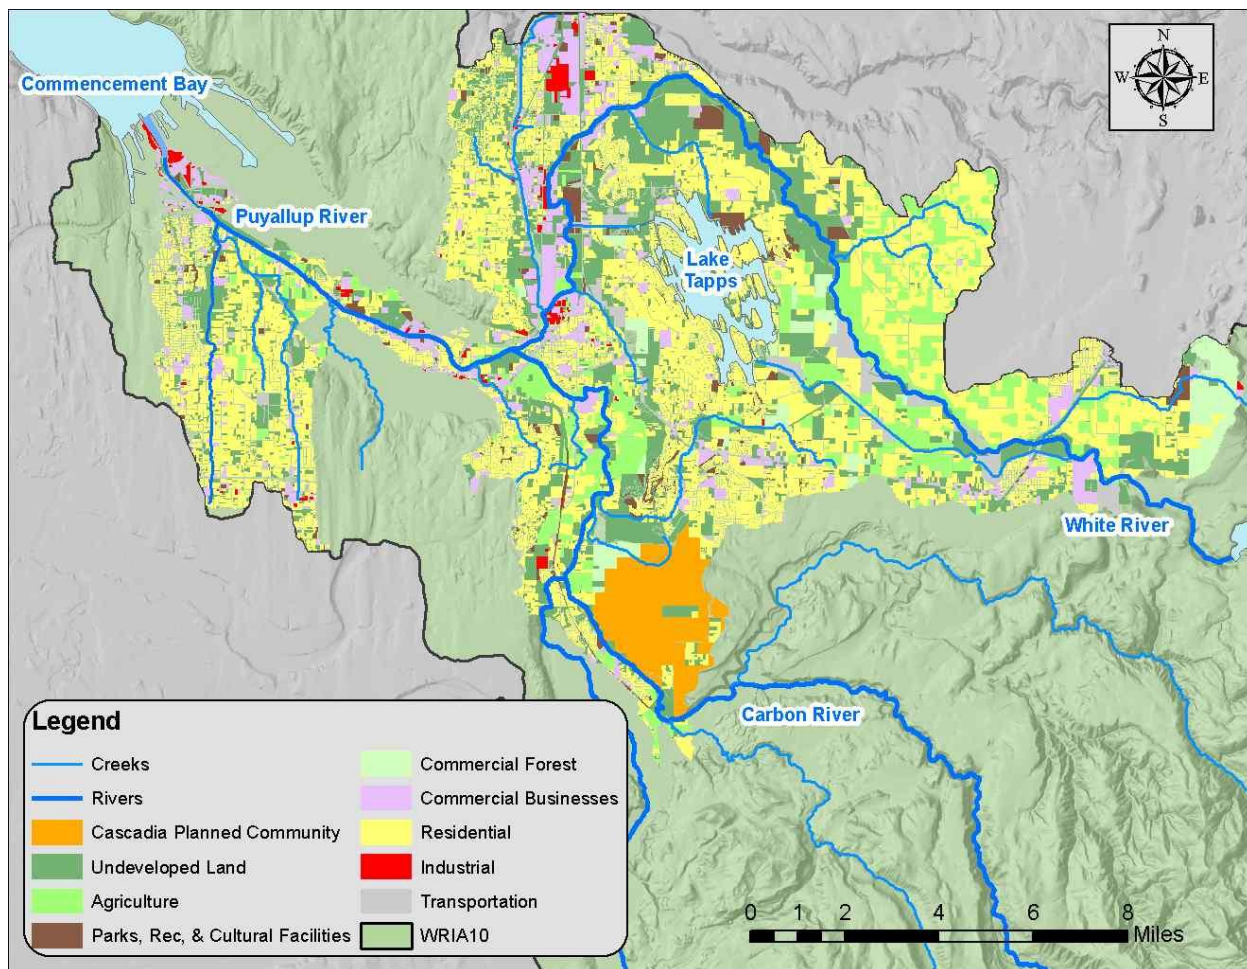 N
W E
S
Commencement Bay
Puyallup River
Lake
Tapps
White River
Carbon River
Legend
Creeks
Rivers
Cascadia Planned Community
Undeveloped Land
Agriculture
Parks, Rec, & Cultural Facilities
Commercial Forest
Commercial Businesses
Residential
Industrial
Transportation
WRIA10
0 1 2 4 6 8
Miles